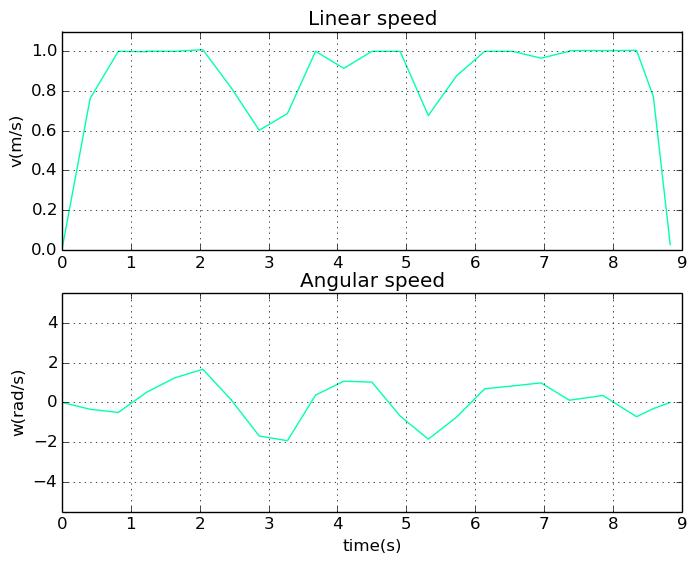 Linear speed
1.0
0.8
0.6
0.4
0.2
0.0
v(m/s)
0 1 2 3 4 5 6 7 8 9
Angular speed
4
2
0
−2
−4
w(rad/s)
0 1 2 3 4 5 6 7 8 9
time(s)